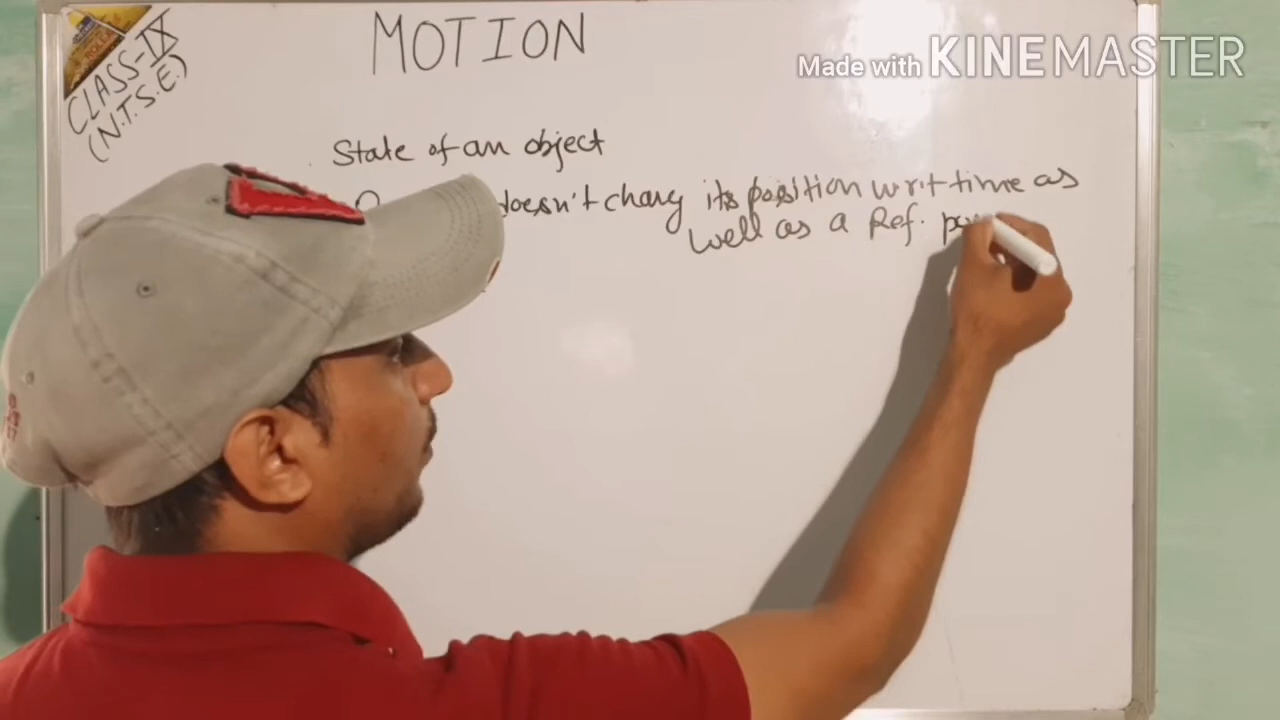 MOTION
Made with KINEMASTER
CLASS-IX
(N.T.S.E.)
State of an object
doesn't chang its position w.r.t time as
well as a Ref.